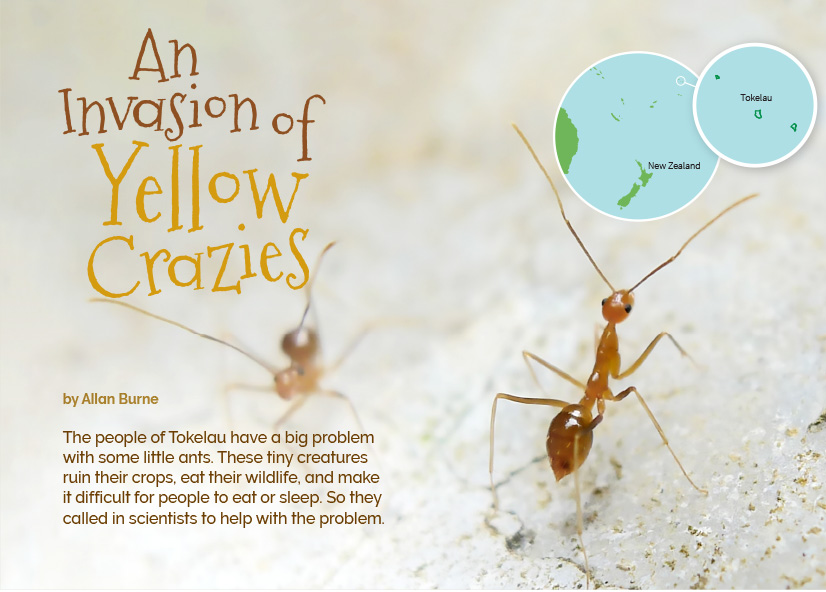 An
Invasion of
Yellow
Crazies
Tokelau
New Zealand
by Allan Burne
The people of Tokelau have a big problem
with some little ants. These tiny creatures
ruin their crops, eat their wildlife, and make
it difficult for people to eat or sleep. So they
called in scientists to help with the problem.